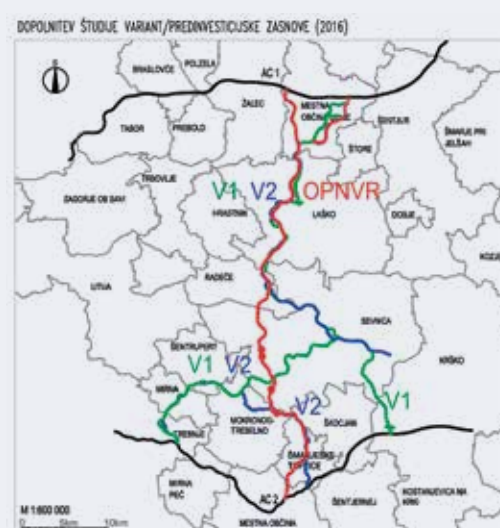 DOPOLNITEV ŠTUDIJE VARIANT/PREDINVESTICIJSKE ZASNOVE (2016)
S
BRASLOVČE
POLZELA
AC 1
ŽALEC
MESTNA
OBČINA
ŠENTJUR
TABOR
PREBOLD
ŠTORE
ŠMARJE PRI
JELŠAH
TRBOVLJE
ZAGORJE OB SAVI
V1
V2
OPNVR
HRASTNIK
LAŠKO
DOBJE
KOZJE
RADEČE
LITIJA
SEVNICA
ŠENTRUPERT
V1
V2
KRŠKO
MIRNA
V2
V1
MOKRONOG-
TREBELNO
ŠKOCJAN
TREBNJE
ŠMARJEŠKE
TOPLICE
MIRNA
PEČ
AC 2
ŠENTJERNEJ
KOSTANJEVICA NA
KRKI
M 1:600 000
0
5km
10km
MESTNA OBČINA